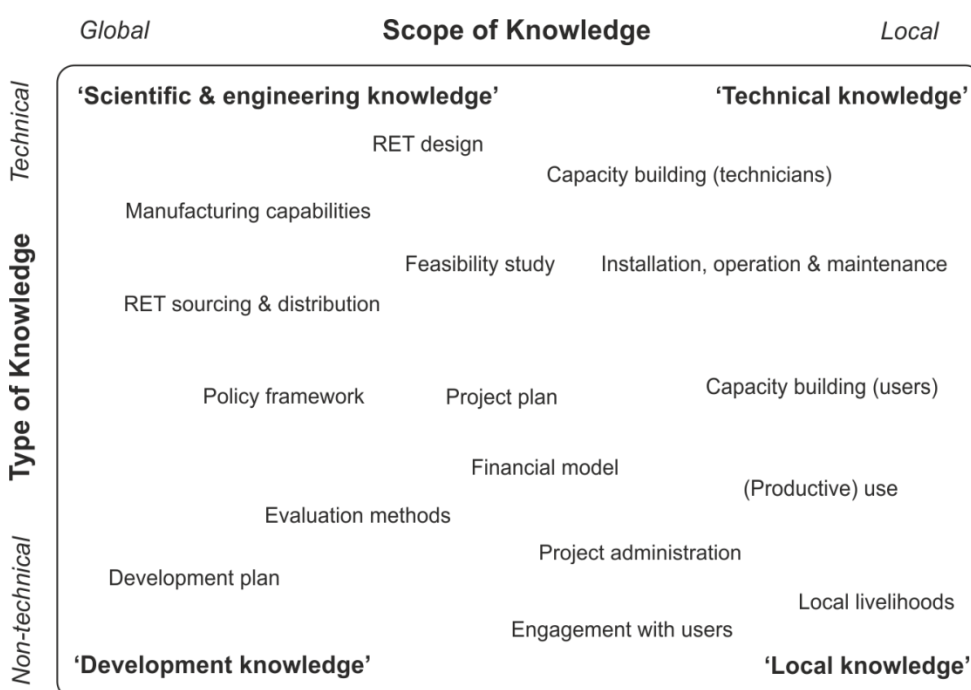 Global
Scope of Knowledge
Local
Technical
Type of Knowledge
Non-technical
‘Scientific & engineering knowledge’
‘Technical knowledge’
RET design
Capacity building (technicians)
Manufacturing capabilities
Feasibility study
Installation, operation & maintenance
RET sourcing & distribution
Policy framework
Project plan
Capacity building (users)
Financial model
(Productive) use
Evaluation methods
Project administration
Development plan
Local livelihoods
Engagement with users
‘Development knowledge’
‘Local knowledge’